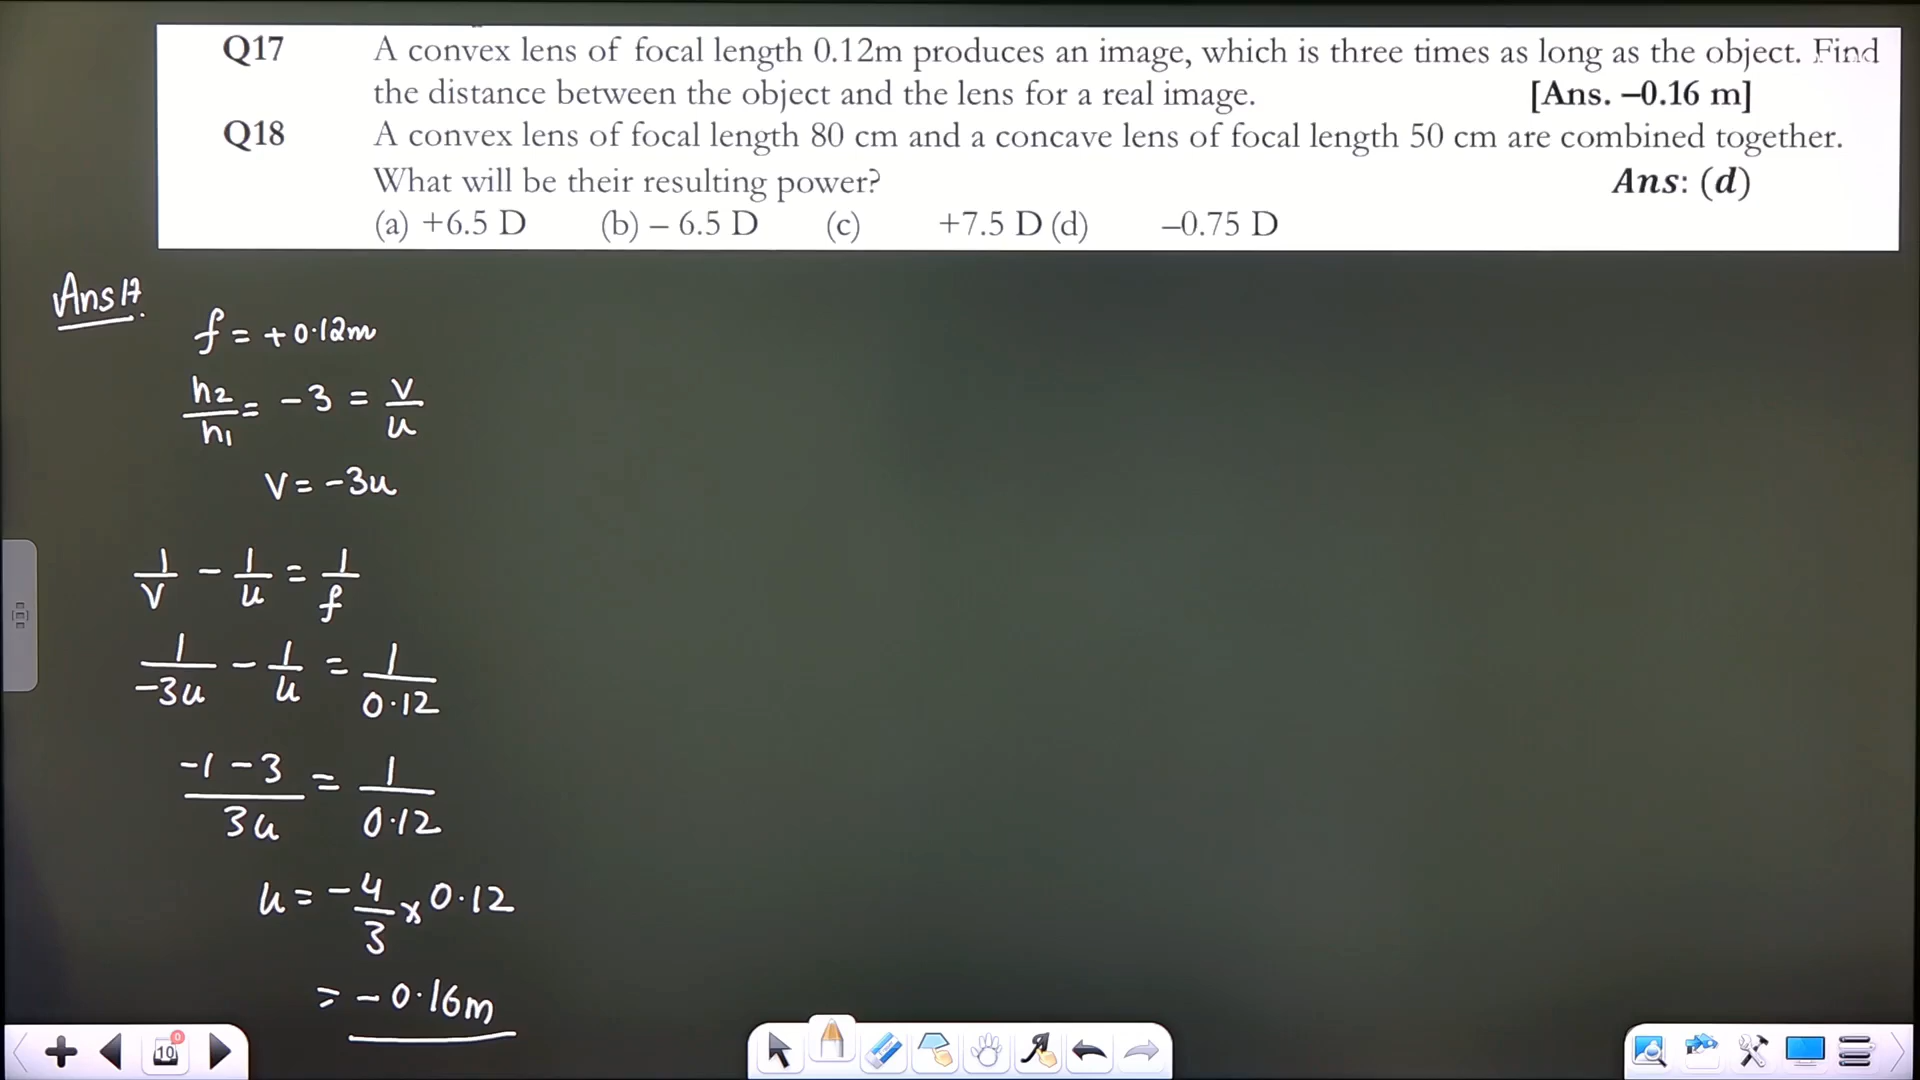 Q17 A convex lens of focal length 0.12m produces an image, which is three times as long as the object. Find
the distance between the object and the lens for a real image. [Ans. –0.16 m]
Q18 A convex lens of focal length 80 cm and a concave lens of focal length 50 cm are combined together.
What will be their resulting power? Ans: (d)
(a) +6.5 D (b) – 6.5 D (c) +7.5 D (d) –0.75 D
Ans 17.
f = +0.12m
h2/h1 = -3 = v/u
v = -3u
1/v - 1/u = 1/f
1/-3u - 1/u = 1/0.12
-1-3/3u = 1/0.12
u = -4/3 x 0.12
= -0.16m
10
0